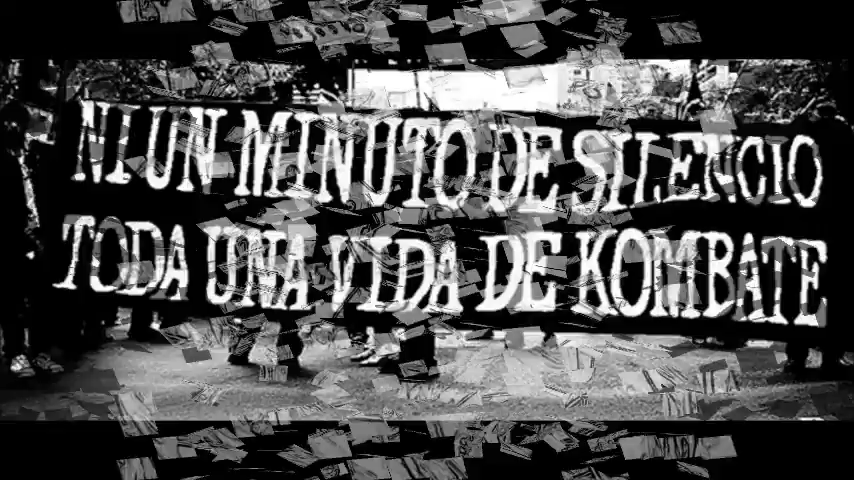 NI UN MINUTO DE SILENCIO
TODA UNA VIDA DE KOMBATE